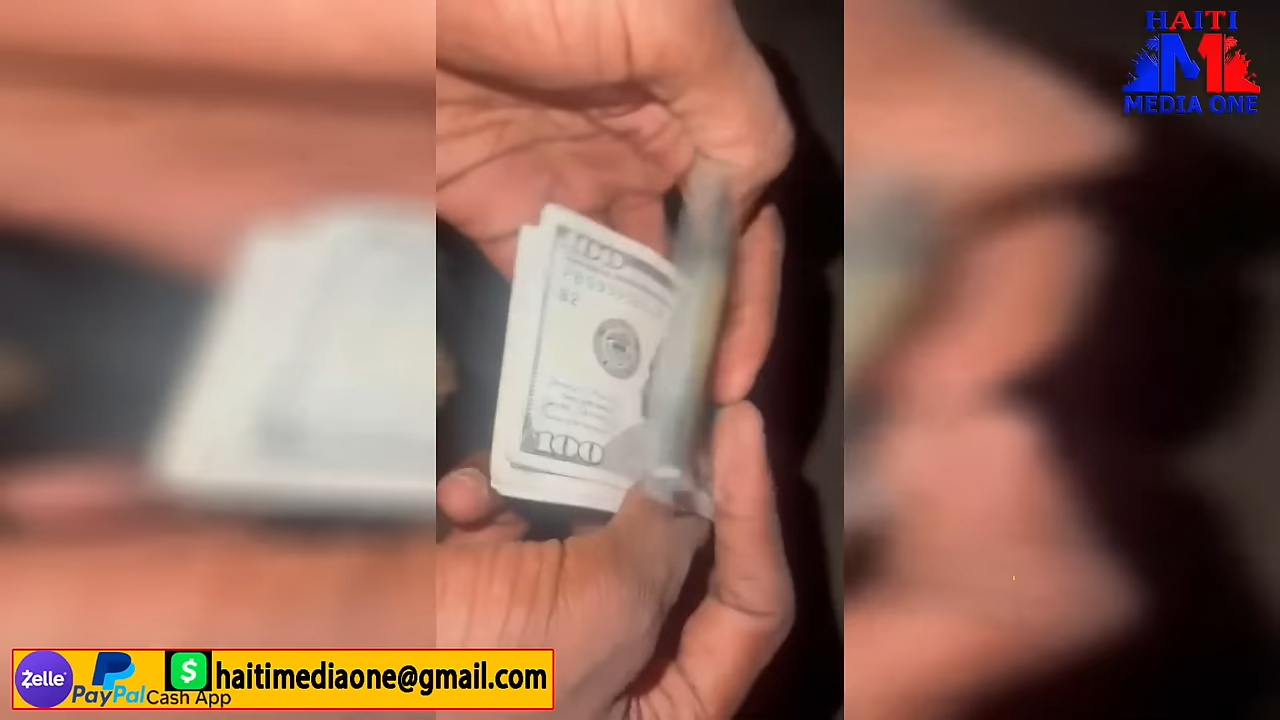 HAITI
M
MEDIA ONE
100
100
Zelle
PayPal
$
Cash App
haitimediaone@gmail.com